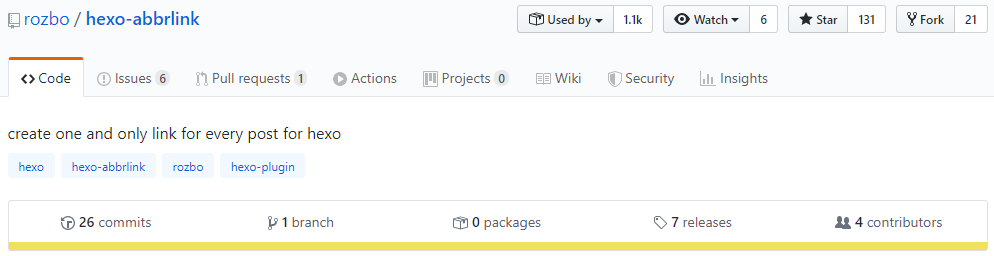 rozbo / hexo-abbrlink Used by 1.1k Watch 6 Star 131 Fork 21
Code Issues 6 Pull requests 1 Actions Projects 0 Wiki Security Insights
create one and only link for every post for hexo
hexo hexo-abbrlink rozbo hexo-plugin
26 commits 1 branch 0 packages 7 releases 4 contributors